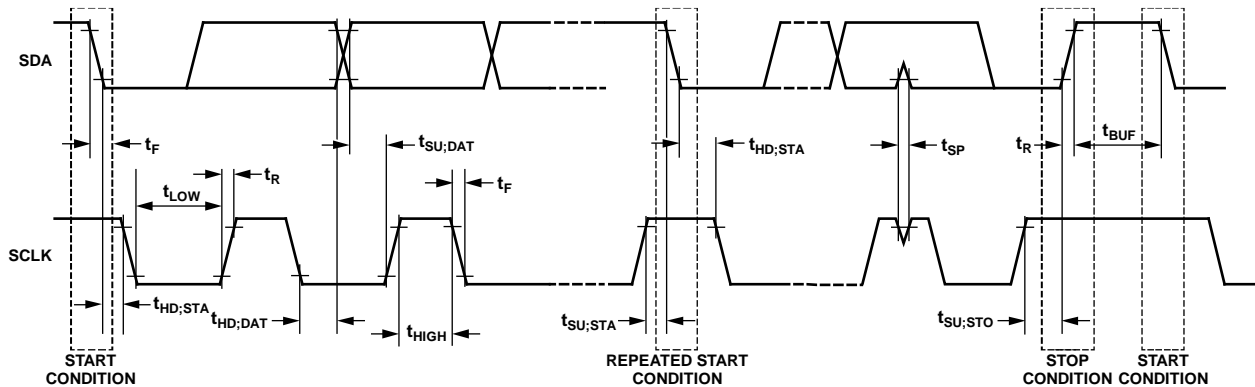 SDA
tF
tSU;DAT
tHD;STA
tSP
tR
tBUF
tLOW
tR
tF
SCLK
tHD;STA
tHD;DAT
tHIGH
tSU;STA
tSU;STO
START
CONDITION
REPEATED START
CONDITION
STOP
CONDITION
START
CONDITION